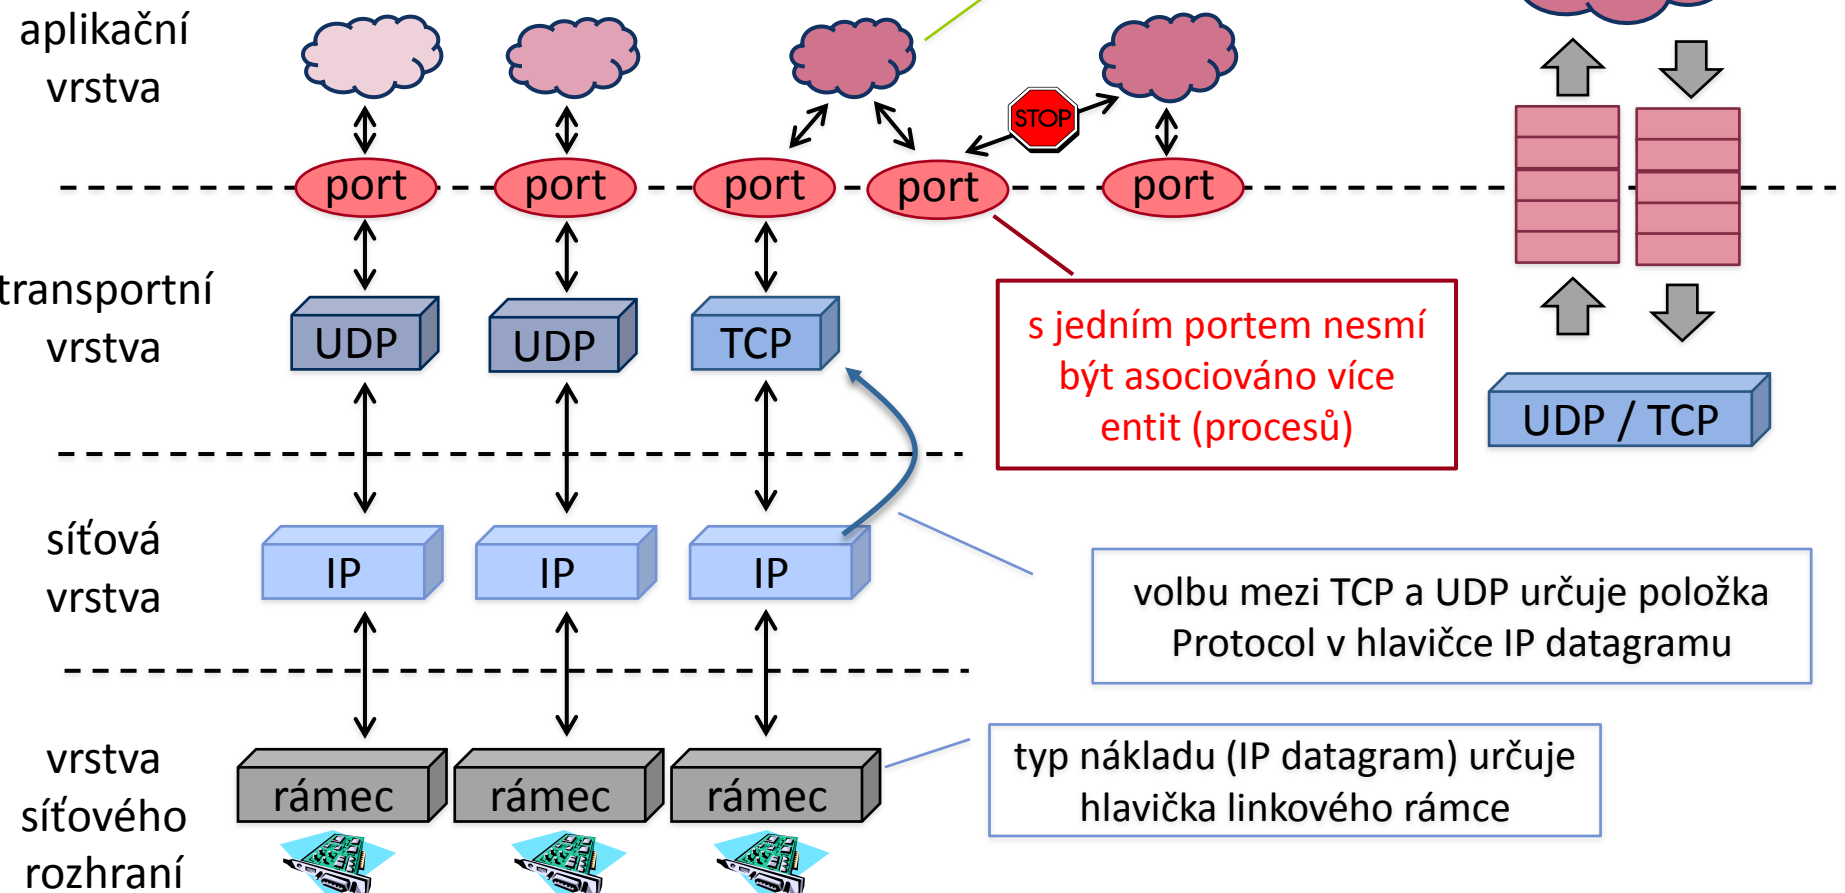 aplikační
vrstva
STOP
port
port
port
port
port
transportní
vrstva
UDP
UDP
TCP
s jedním portem nesmí
být asociováno více
entit (procesů)
UDP / TCP
síťová
vrstva
IP
IP
IP
volbu mezi TCP a UDP určuje položka
Protocol v hlavičce IP datagramu
vrstva
síťového
rozhraní
rámec
rámec
rámec
typ nákladu (IP datagram) určuje
hlavička linkového rámce